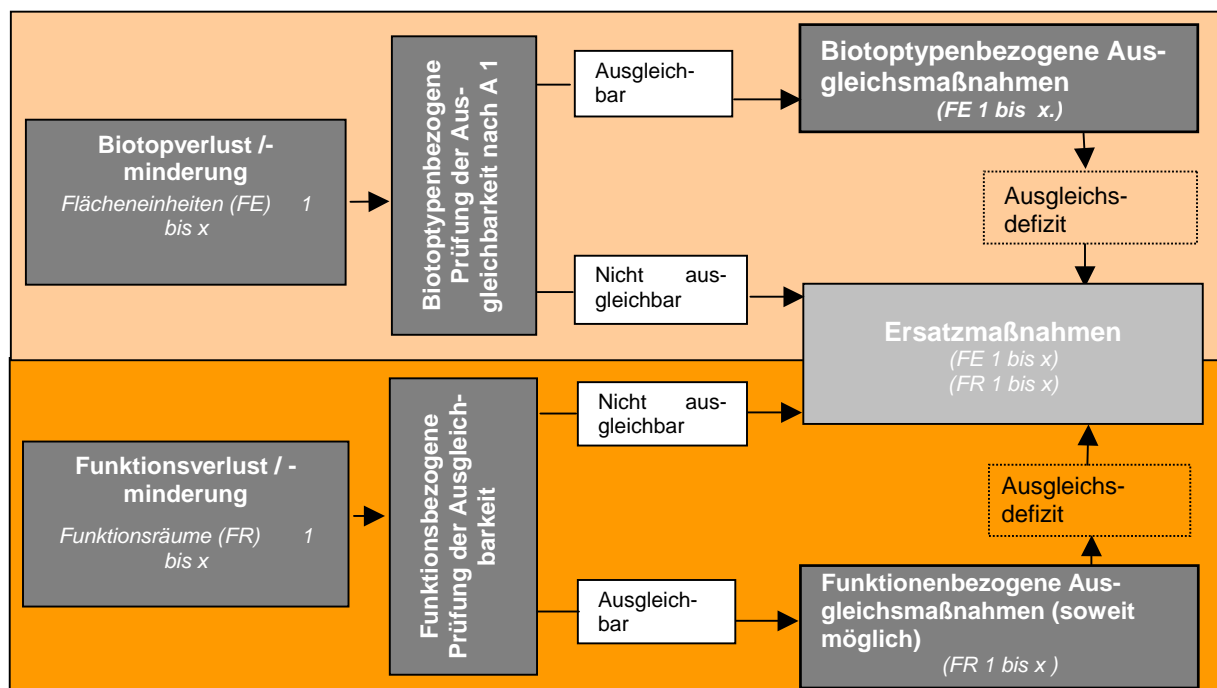 Biotopverlust /-
minderung
Flächeneinheiten (FE) 1
bis x
Biotoptypenbezogene
Prüfung der Aus-
gleichbarkeit nach A 1
Ausgleich-
bar
Biotoptypenbezogene Aus-
gleichsmaßnahmen
(FE 1 bis x.)
Ausgleichs-
defizit
Nicht aus-
gleichbar
Ersatzmaßnahmen
(FE 1 bis x)
(FR 1 bis x)
Funktionsverlust / -
minderung
Funktionsräume (FR) 1
bis x
Funktionsbezogene
Prüfung der Ausgleich-
barkeit
Nicht aus-
gleichbar
Ausgleichs-
defizit
Ausgleich-
bar
Funktionenbezogene Aus-
gleichsmaßnahmen (soweit
möglich)
(FR 1 bis x )